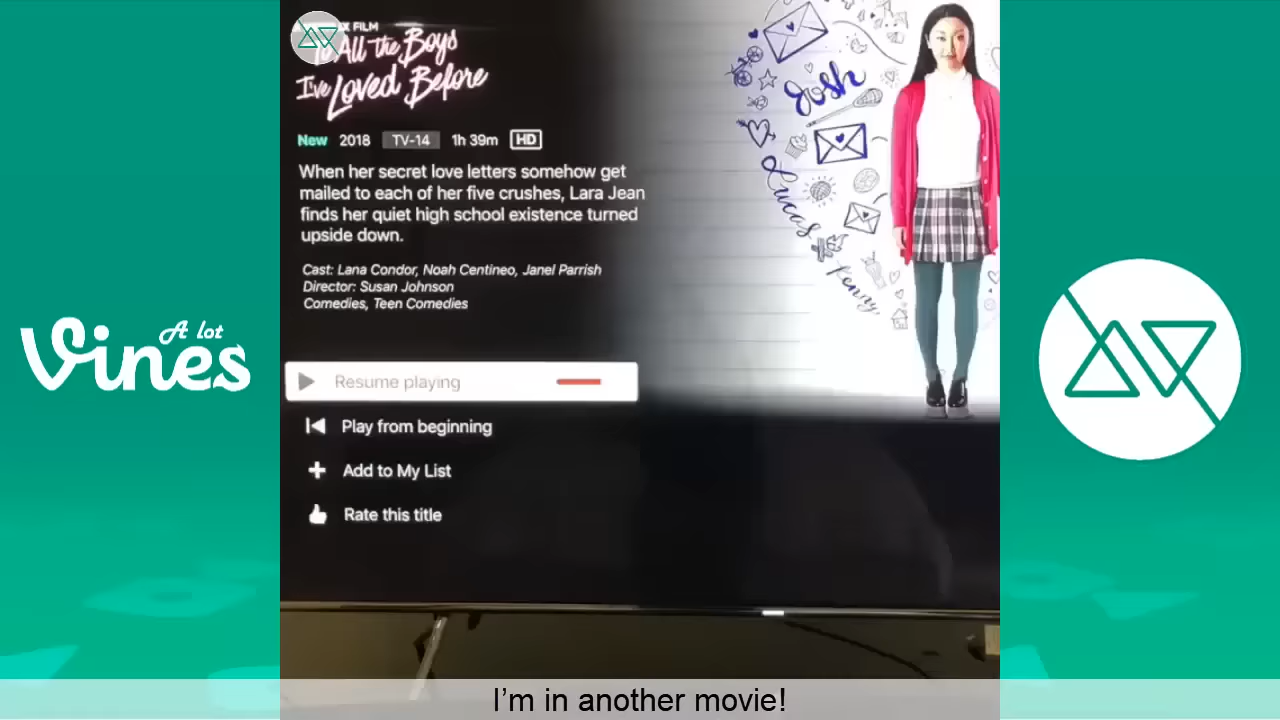 X FILM
To All the Boys
I've Loved Before
New 2018 TV-14 1h 39m HD
When her secret love letters somehow get
mailed to each of her five crushes, Lara Jean
finds her quiet high school existence turned
upside down.
Cast: Lana Condor, Noah Centineo, Janel Parrish
Director: Susan Johnson
Comedies, Teen Comedies
Resume playing
Play from beginning
Add to My List
Rate this title
Josh
Lucas
Kenny
A lot
Vines
I'm in another movie!